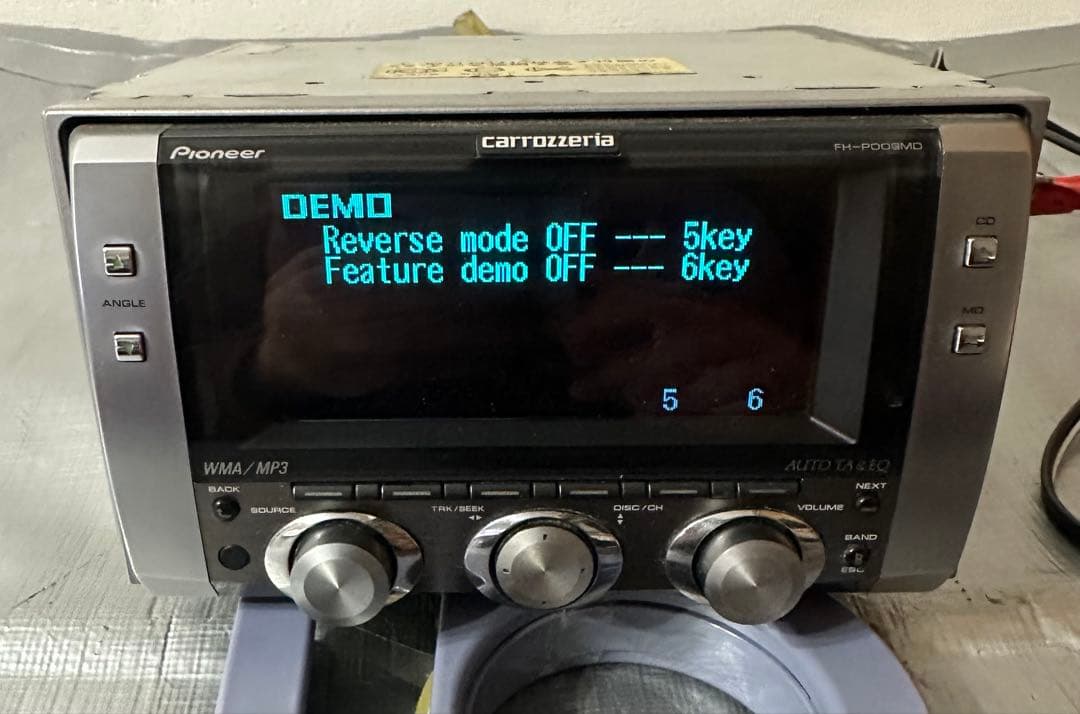 carrozzeria
Pioneer
FH-P009MD
DEMO
Reverse mode OFF --- 5key
Feature demo OFF --- 6key
CD
ANGLE
MD
5 6
WMA/MP3
AUTO TA & EQ
BACK
NEXT
SOURCE
TRK/SEEK
DISC/CH
VOLUME
BAND
ESC